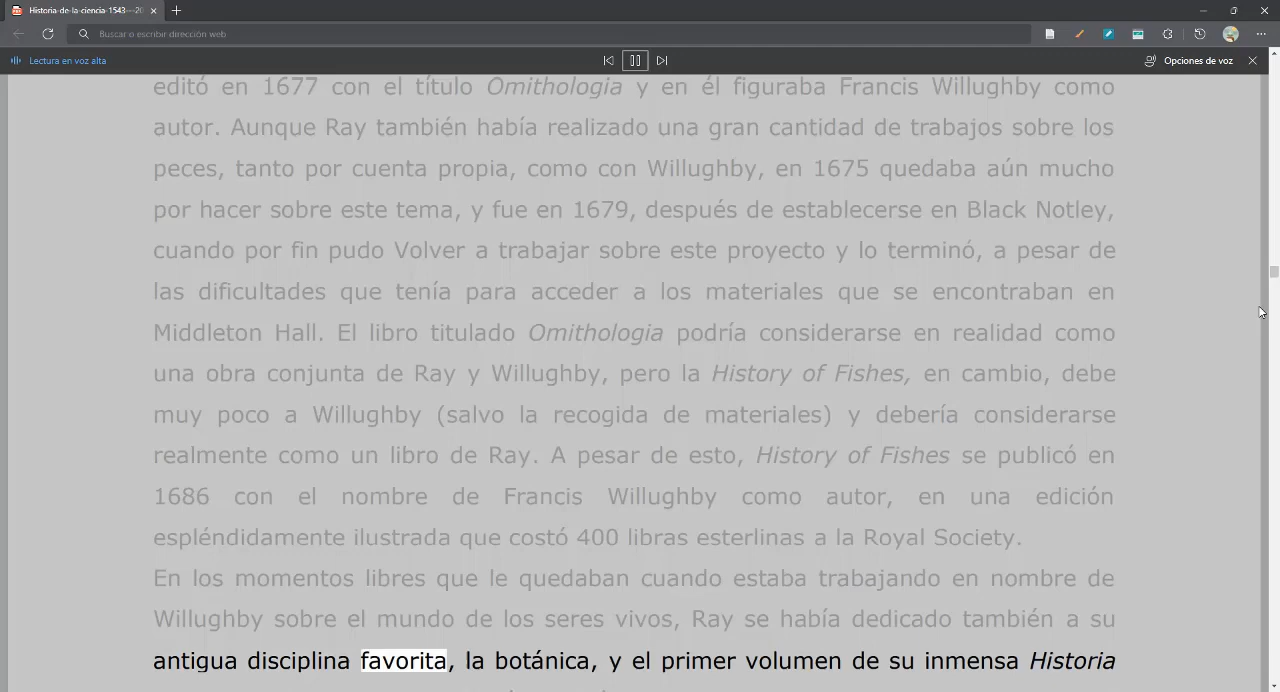 Historia-de-la-ciencia-1543---20
Buscar o escribir dirección web
Lectura en voz alta
Opciones de voz
editó en 1677 con el título Omithologia y en él figuraba Francis Willughby como
autor. Aunque Ray también había realizado una gran cantidad de trabajos sobre los
peces, tanto por cuenta propia, como con Willughby, en 1675 quedaba aún mucho
por hacer sobre este tema, y fue en 1679, después de establecerse en Black Notley,
cuando por fin pudo Volver a trabajar sobre este proyecto y lo terminó, a pesar de
las dificultades que tenía para acceder a los materiales que se encontraban en
Middleton Hall. El libro titulado Omithologia podría considerarse en realidad como
una obra conjunta de Ray y Willughby, pero la History of Fishes, en cambio, debe
muy poco a Willughby (salvo la recogida de materiales) y debería considerarse
realmente como un libro de Ray. A pesar de esto, History of Fishes se publicó en
1686 con el nombre de Francis Willughby como autor, en una edición
espléndidamente ilustrada que costó 400 libras esterlinas a la Royal Society.
En los momentos libres que le quedaban cuando estaba trabajando en nombre de
Willughby sobre el mundo de los seres vivos, Ray se había dedicado también a su
antigua disciplina favorita, la botánica, y el primer volumen de su inmensa Historia